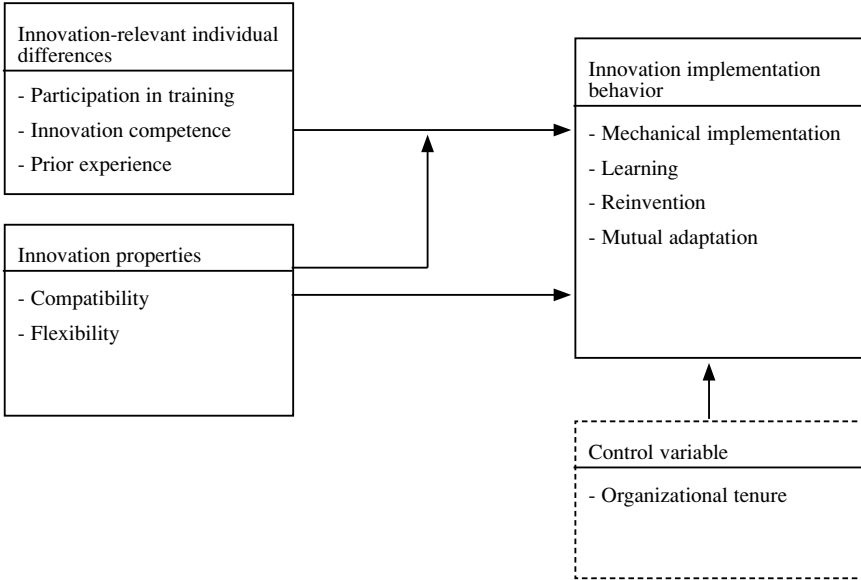 Innovation-relevant individual
differences
- Participation in training
- Innovation competence
- Prior experience
Innovation properties
- Compatibility
- Flexibility
Innovation implementation
behavior
- Mechanical implementation
- Learning
- Reinvention
- Mutual adaptation
Control variable
- Organizational tenure